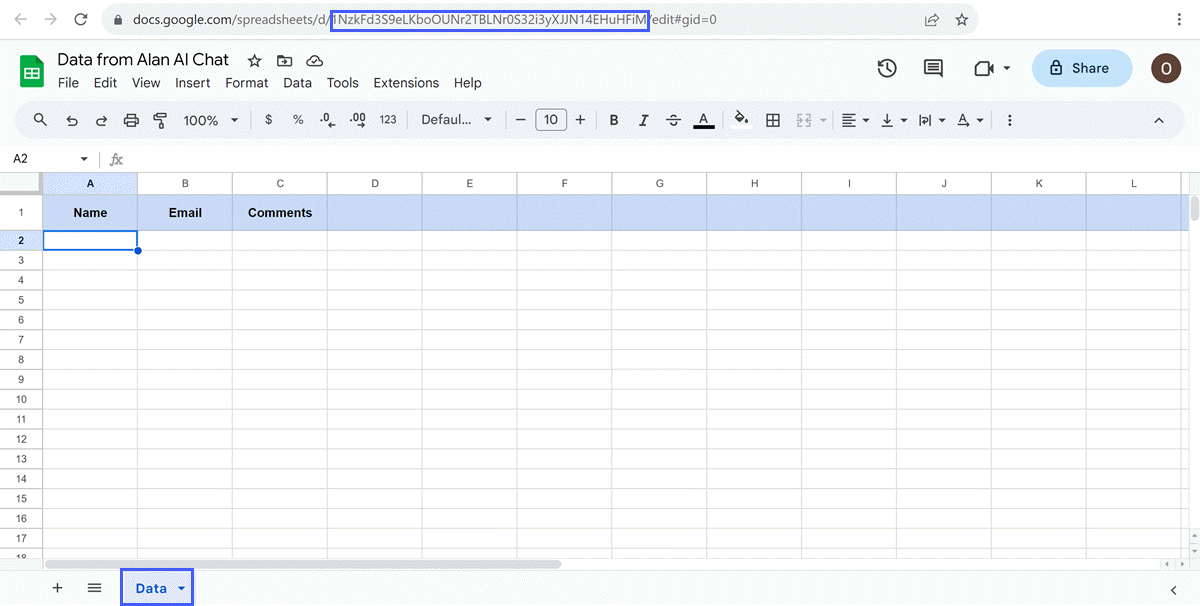 docs.google.com/spreadsheets/d/1NzkFd3S9eLKboOUNr2TBLNr0S32i3yXJJN14EHuHFiM/edit#gid=0
Data from Alan AI Chat
File Edit View Insert Format Data Tools Extensions Help
Share
O
100% $ % .0 .00 123 Defaul... − 10 + B I A A
A2 fx
A B C D E F G H I J K L
1 Name Email Comments
2
3
4
5
6
7
8
9
10
11
12
13
14
15
16
17
18
+ Data